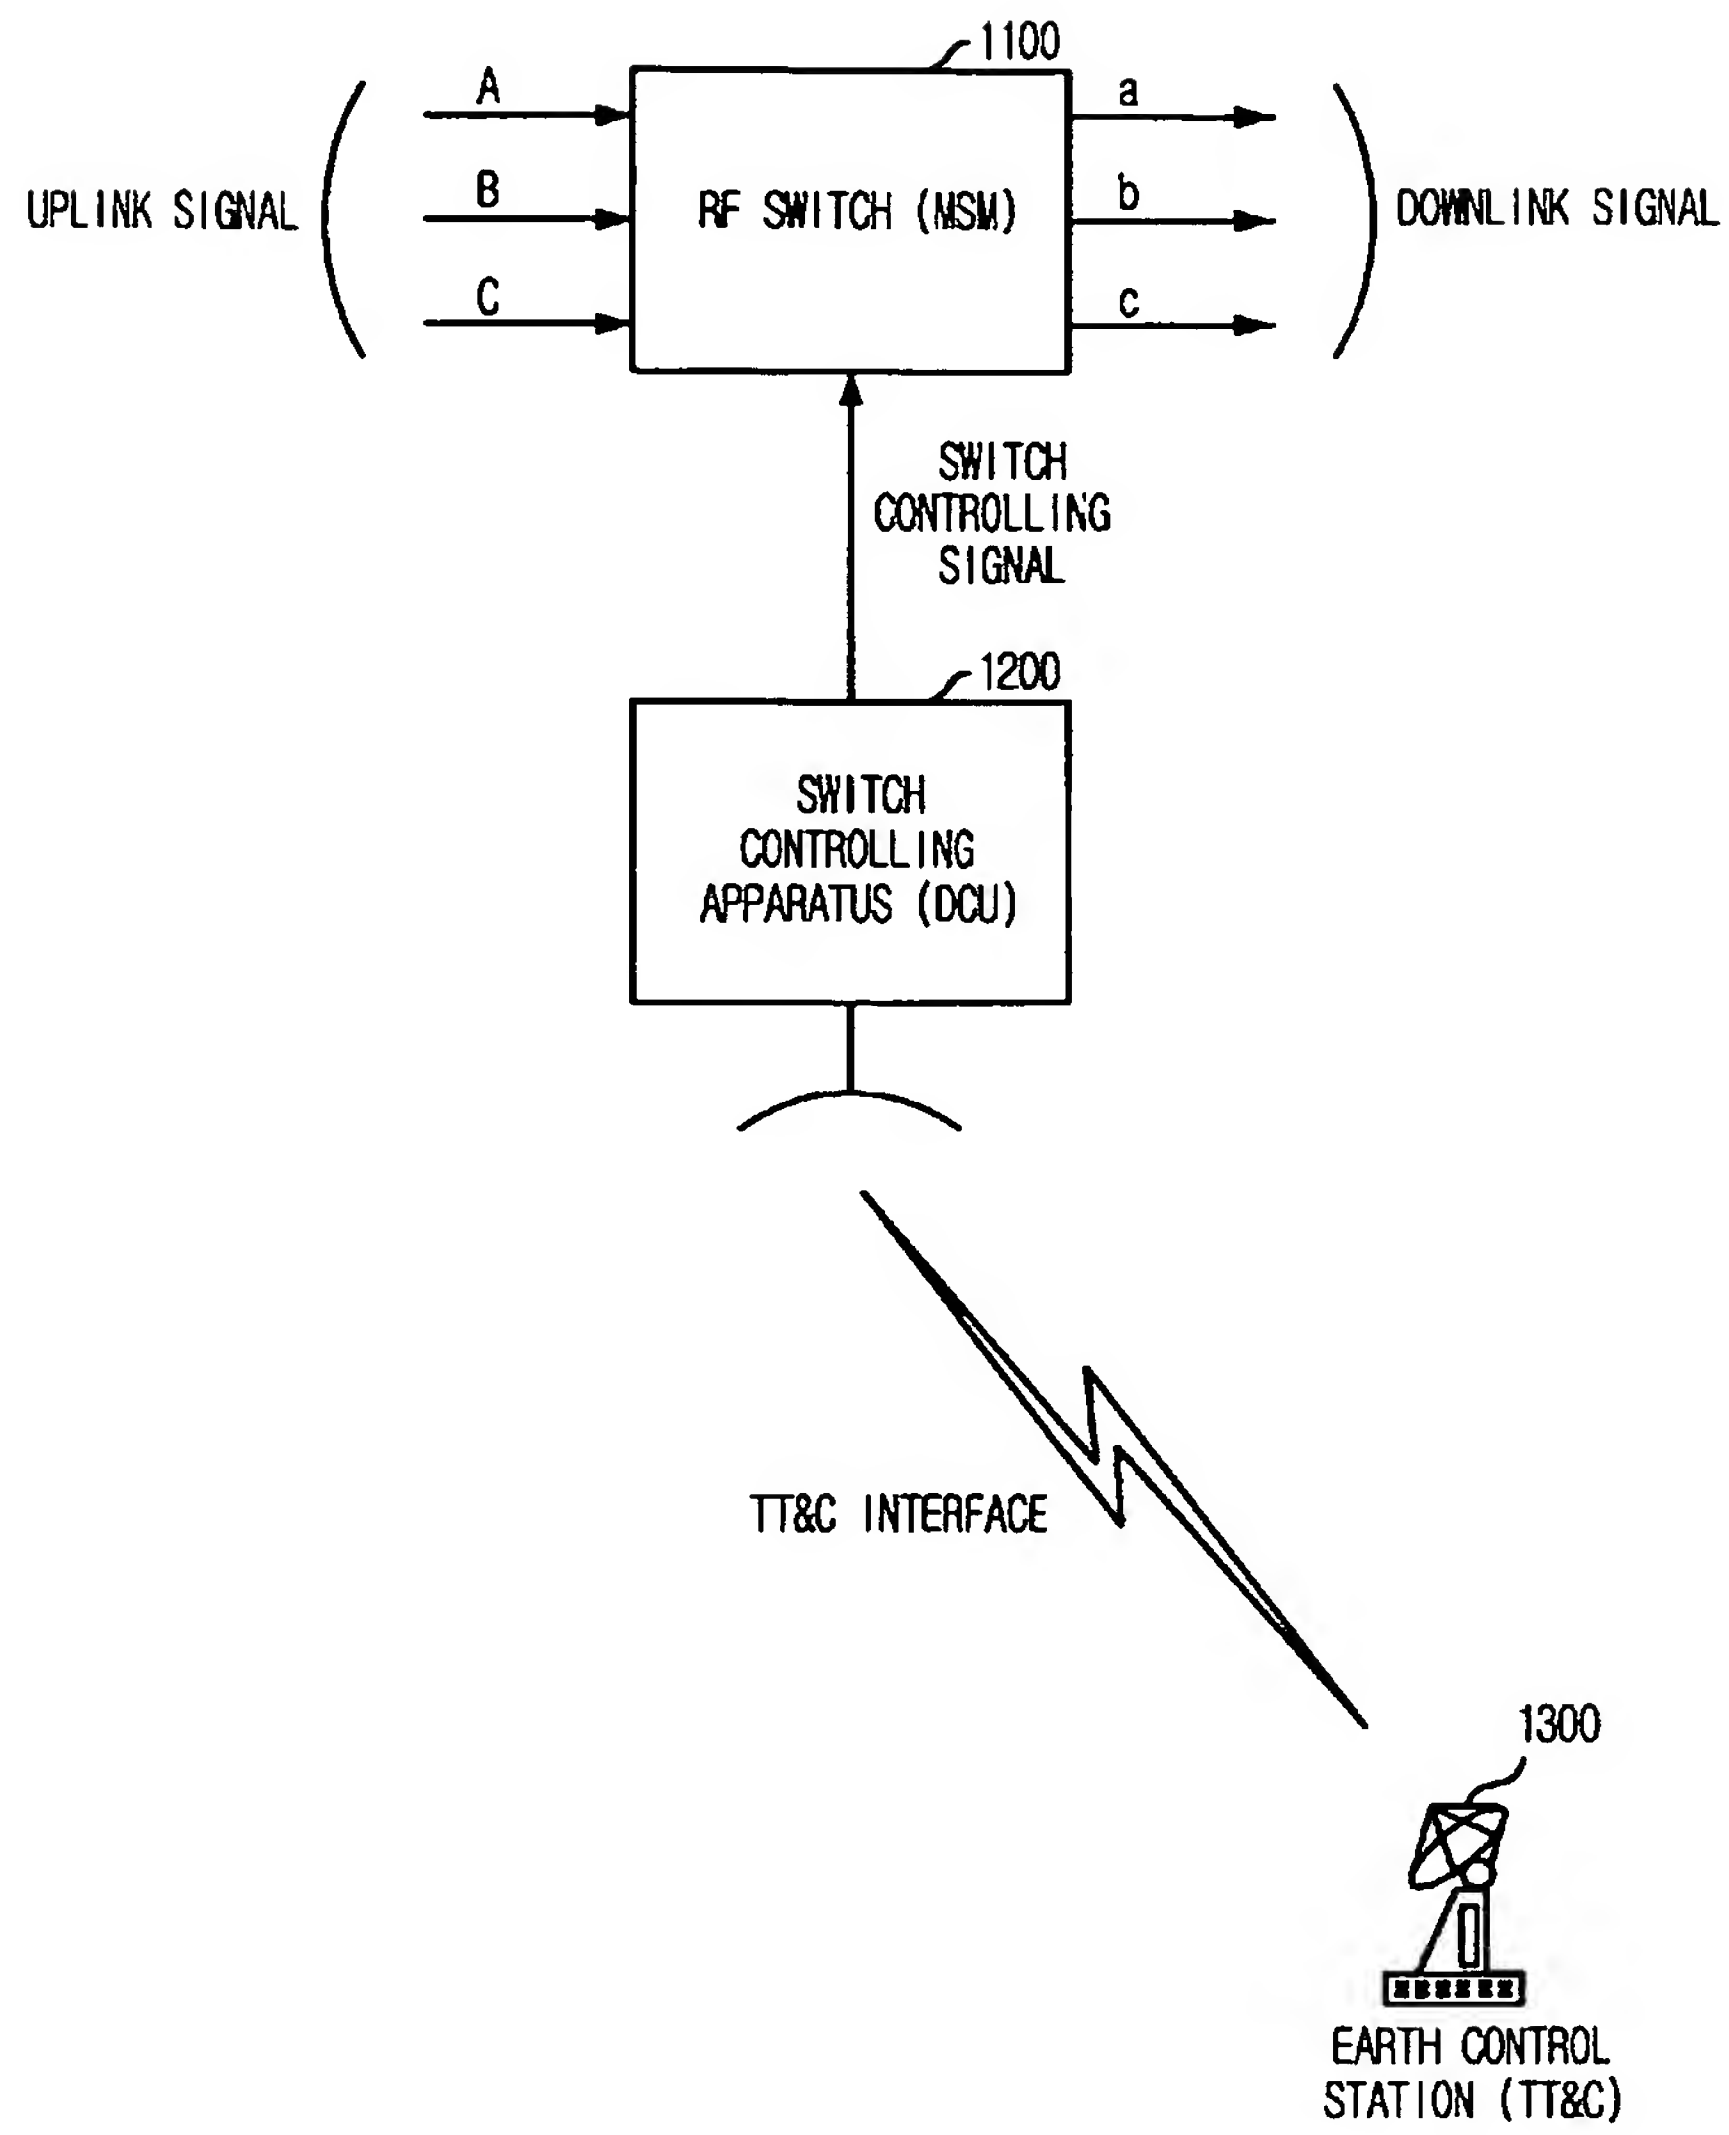 1100
A
a
UPLINK SIGNAL
B
RF SWITCH (MSM)
b
DOWNLINK SIGNAL
C
c
SWITCH
CONTROLLING
SIGNAL
1200
SWITCH
CONTROLLING
APPARATUS (DCU)
TT&C INTERFACE
1300
EARTH CONTROL
STATION (TT&C)